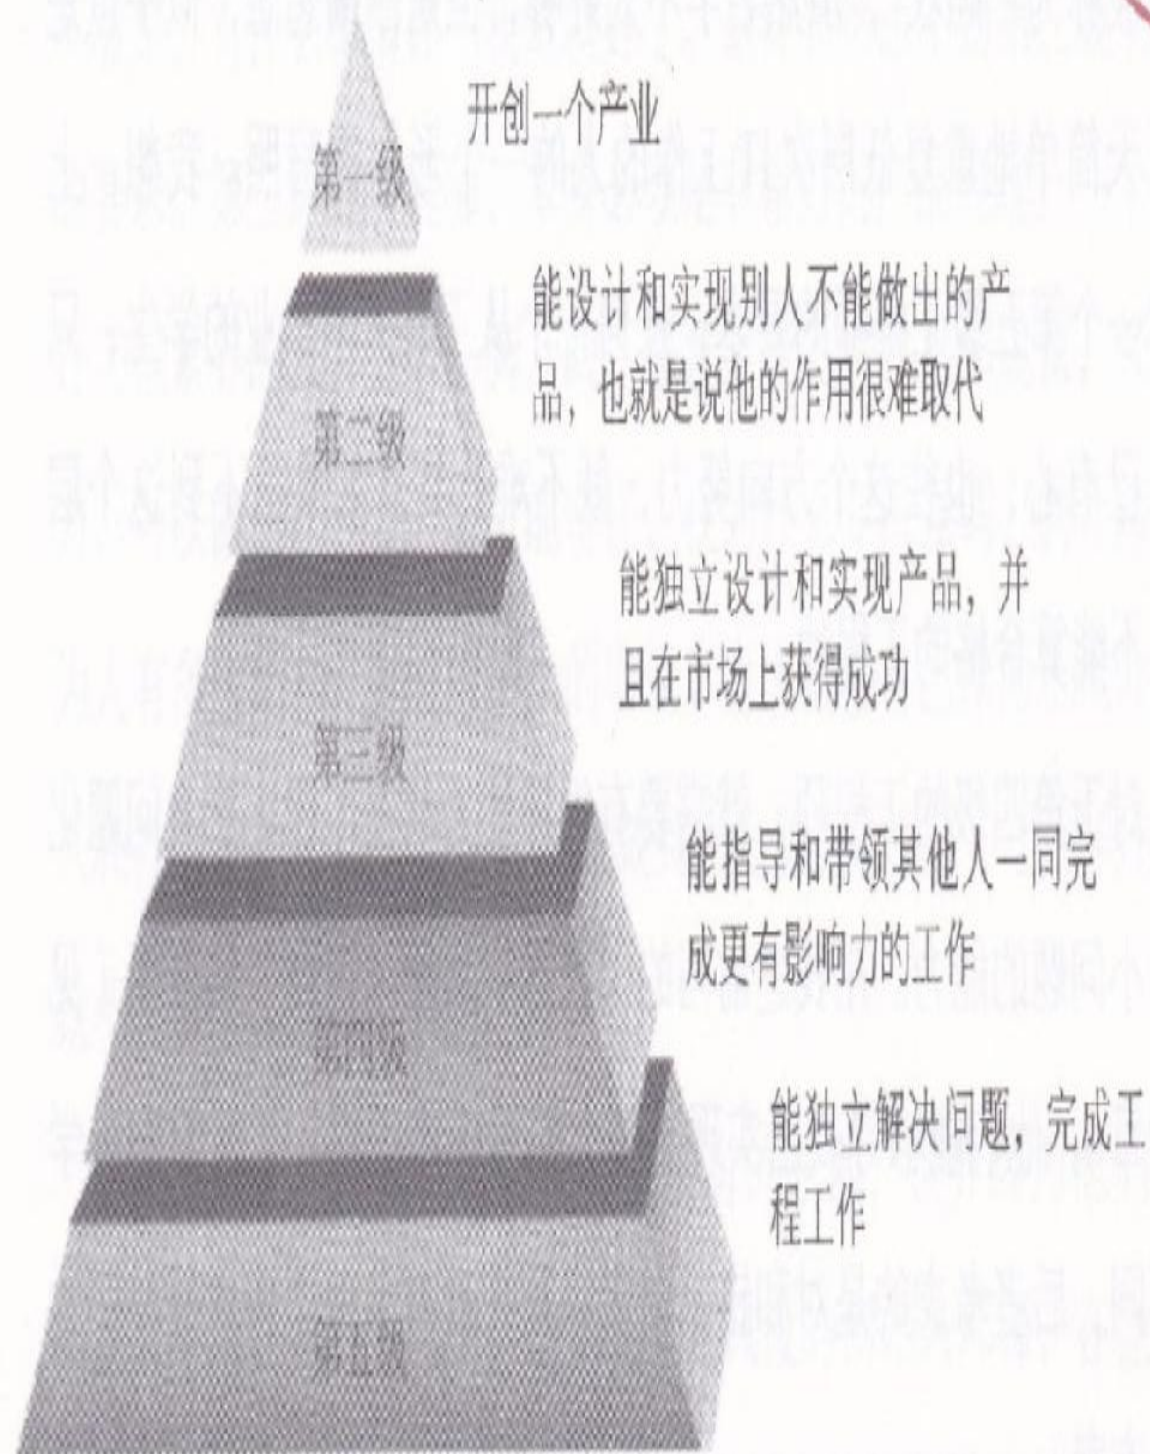 开创一个产业
第一级
能设计和实现别人不能做出的产
品，也就是说他的作用很难取代
第二级
能独立设计和实现产品，并
且在市场上获得成功
第三级
能指导和带领其他人一同完
成更有影响力的工作
第四级
能独立解决问题，完成工
程工作
第五级